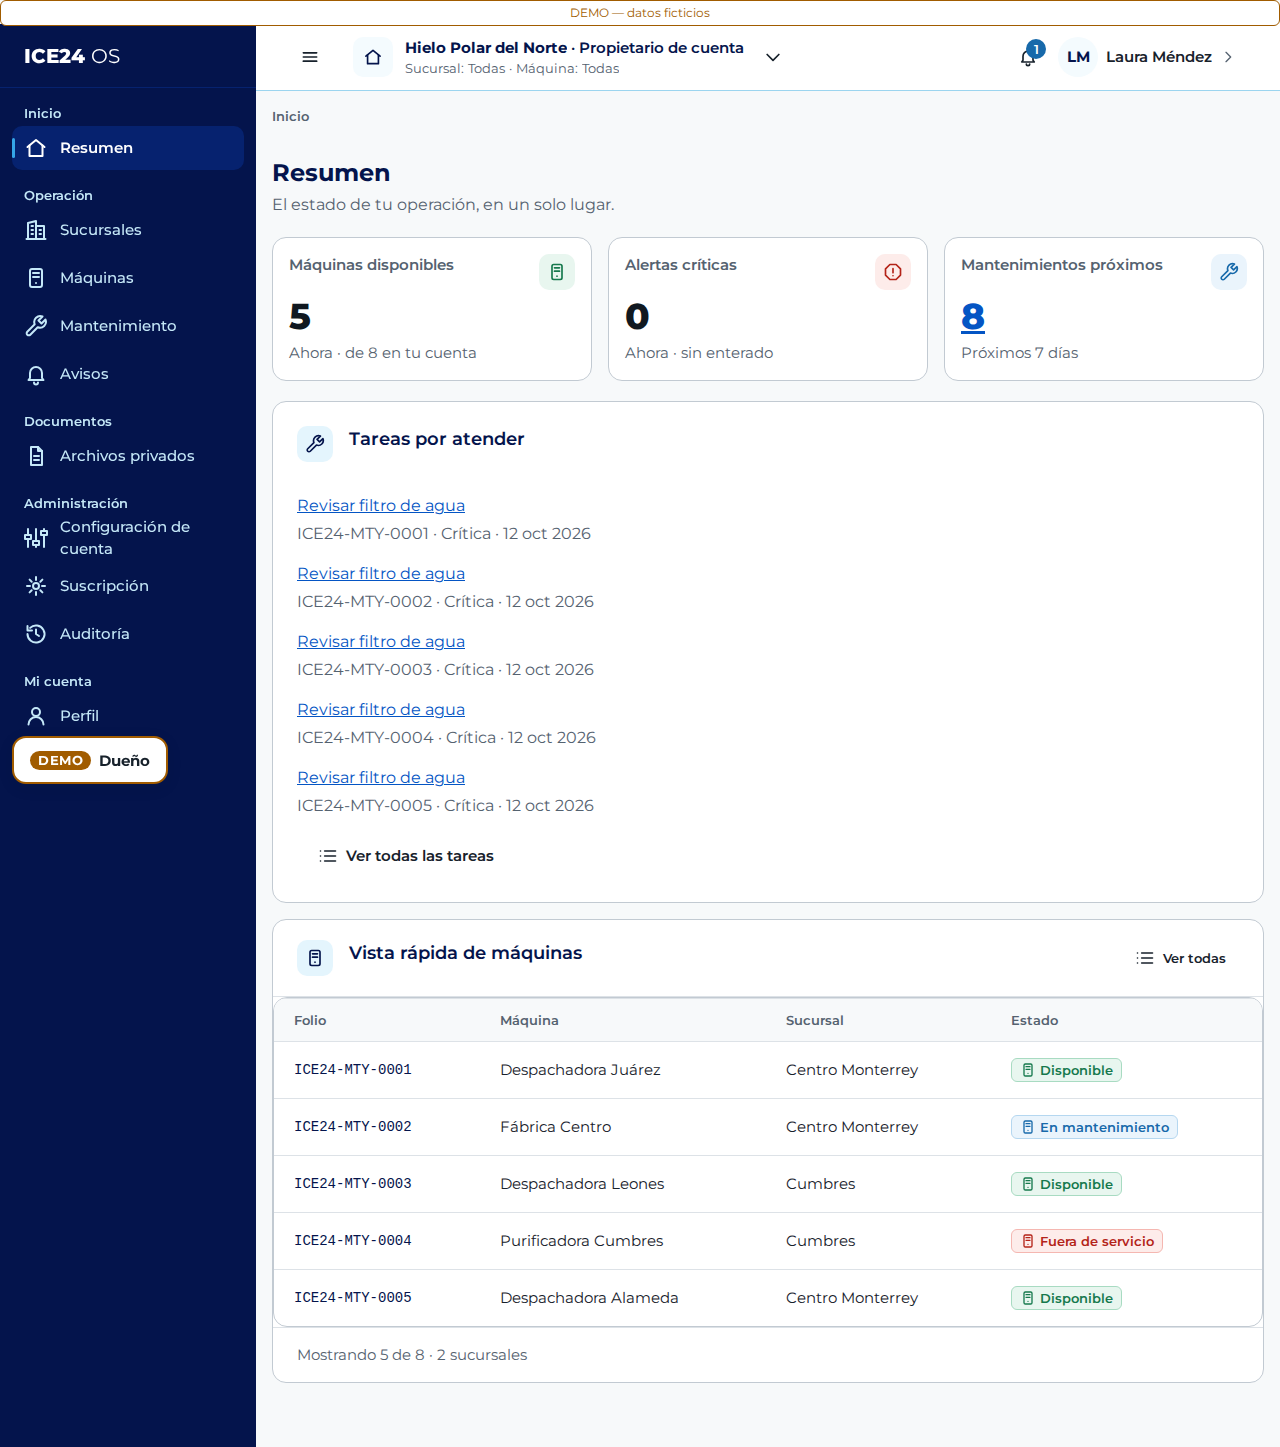 DEMO — datos ficticios
ICE24 OS
Hielo Polar del Norte · Propietario de cuenta
Sucursal: Todas · Máquina: Todas
1
LM
Laura Méndez
Inicio
Resumen
Operación
Sucursales
Máquinas
Mantenimiento
Avisos
Documentos
Archivos privados
Administración
Configuración de
cuenta
Suscripción
Auditoría
Mi cuenta
Perfil
DEMO Dueño
Inicio
Resumen
El estado de tu operación, en un solo lugar.
Máquinas disponibles
5
Ahora · de 8 en tu cuenta
Alertas críticas
0
Ahora · sin enterado
Mantenimientos próximos
8
Próximos 7 días
Tareas por atender
Revisar filtro de agua
ICE24-MTY-0001 · Crítica · 12 oct 2026
Revisar filtro de agua
ICE24-MTY-0002 · Crítica · 12 oct 2026
Revisar filtro de agua
ICE24-MTY-0003 · Crítica · 12 oct 2026
Revisar filtro de agua
ICE24-MTY-0004 · Crítica · 12 oct 2026
Revisar filtro de agua
ICE24-MTY-0005 · Crítica · 12 oct 2026
Ver todas las tareas
Vista rápida de máquinas
Ver todas
Folio Máquina Sucursal Estado
ICE24-MTY-0001 Despachadora Juárez Centro Monterrey Disponible
ICE24-MTY-0002 Fábrica Centro Centro Monterrey En mantenimiento
ICE24-MTY-0003 Despachadora Leones Cumbres Disponible
ICE24-MTY-0004 Purificadora Cumbres Cumbres Fuera de servicio
ICE24-MTY-0005 Despachadora Alameda Centro Monterrey Disponible
Mostrando 5 de 8 · 2 sucursales